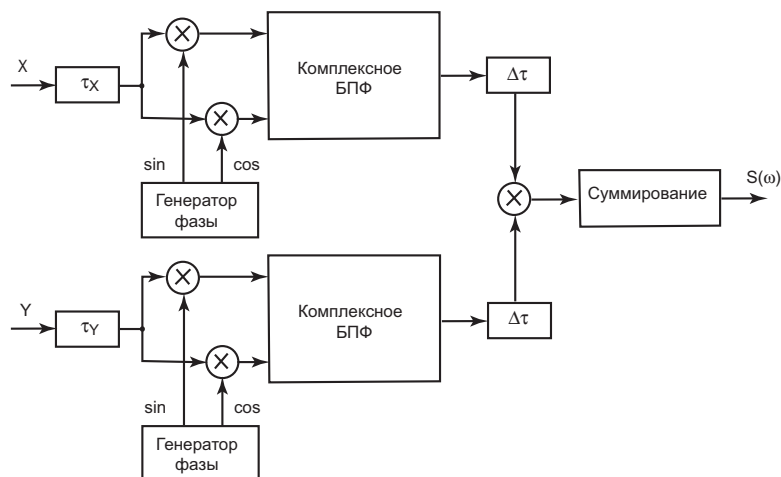 X
τX
Комплексное
БПФ
Δτ
sin
cos
Генератор
фазы
Суммирование
S(ω)
Y
τY
Комплексное
БПФ
Δτ
sin
cos
Генератор
фазы